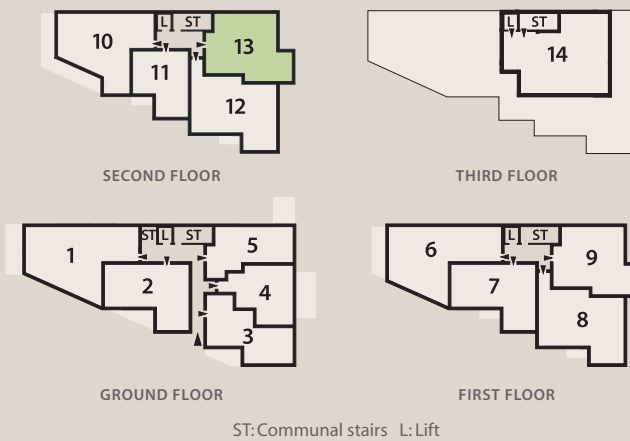 L ST
10 13
11
12
SECOND FLOOR
L ST
14
THIRD FLOOR
ST L ST
1 5
2 4
3
GROUND FLOOR
L ST
6 9
7
8
FIRST FLOOR
ST: Communal stairs L: Lift